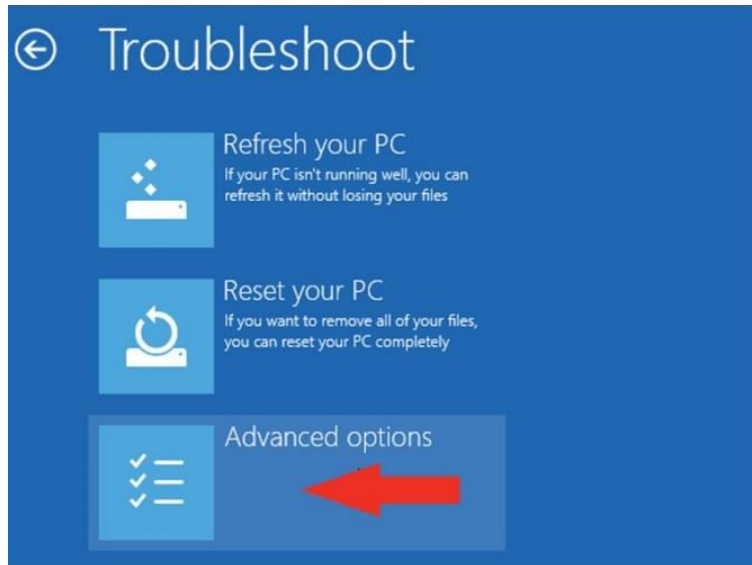 Troubleshoot
Refresh your PC
If your PC isn't running well, you can
refresh it without losing your files
Reset your PC
If you want to remove all of your files,
you can reset your PC completely
Advanced options